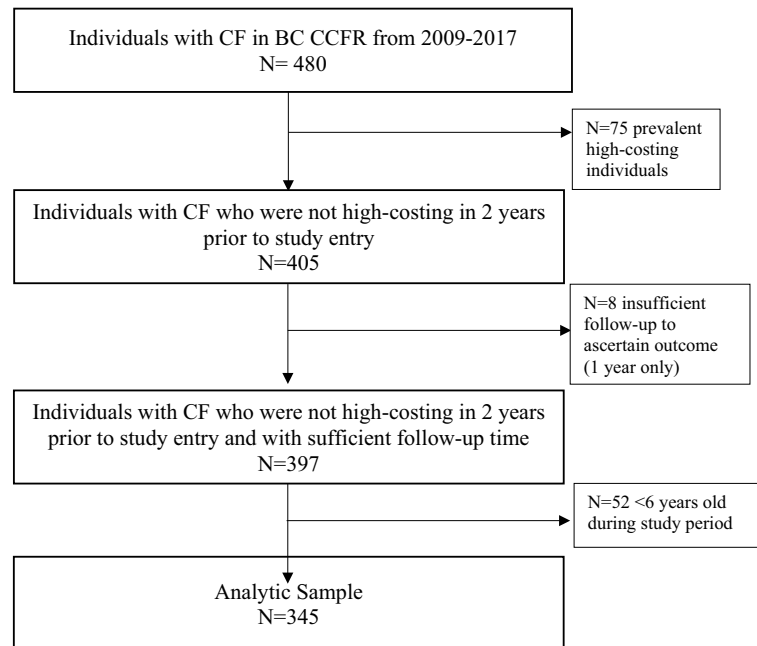 Individuals with CF in BC CCFR from 2009-2017
N= 480
N=75 prevalent
high-costing
individuals
Individuals with CF who were not high-costing in 2 years
prior to study entry
N=405
N=8 insufficient
follow-up to
ascertain outcome
(1 year only)
Individuals with CF who were not high-costing in 2 years
prior to study entry and with sufficient follow-up time
N=397
N=52 <6 years old
during study period
Analytic Sample
N=345